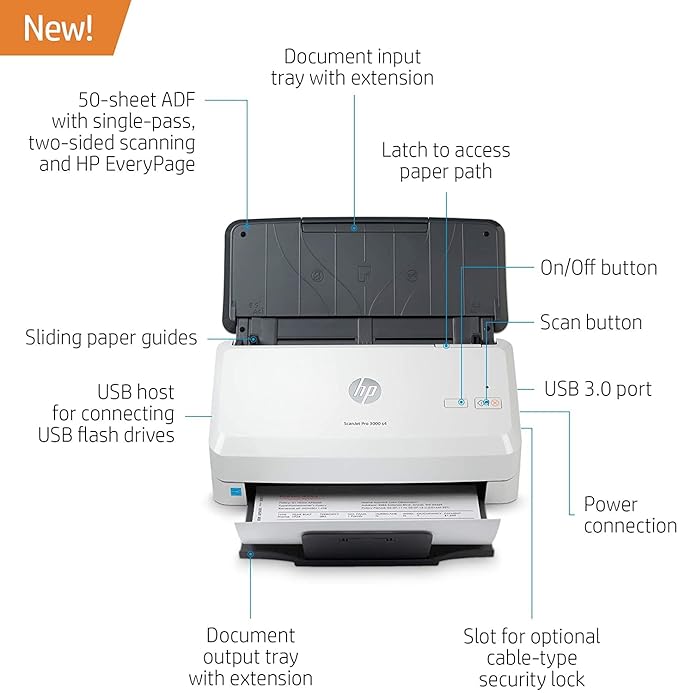 New!
Document input
tray with extension
50-sheet ADF
with single-pass,
two-sided scanning
and HP EveryPage
Latch to access
paper path
On/Off button
Scan button
Sliding paper guides
USB host
for connecting
USB flash drives
USB 3.0 port
hp
ScanJet Pro 3000 s4
Power
connection
Document
output tray
with extension
Slot for optional
cable-type
security lock